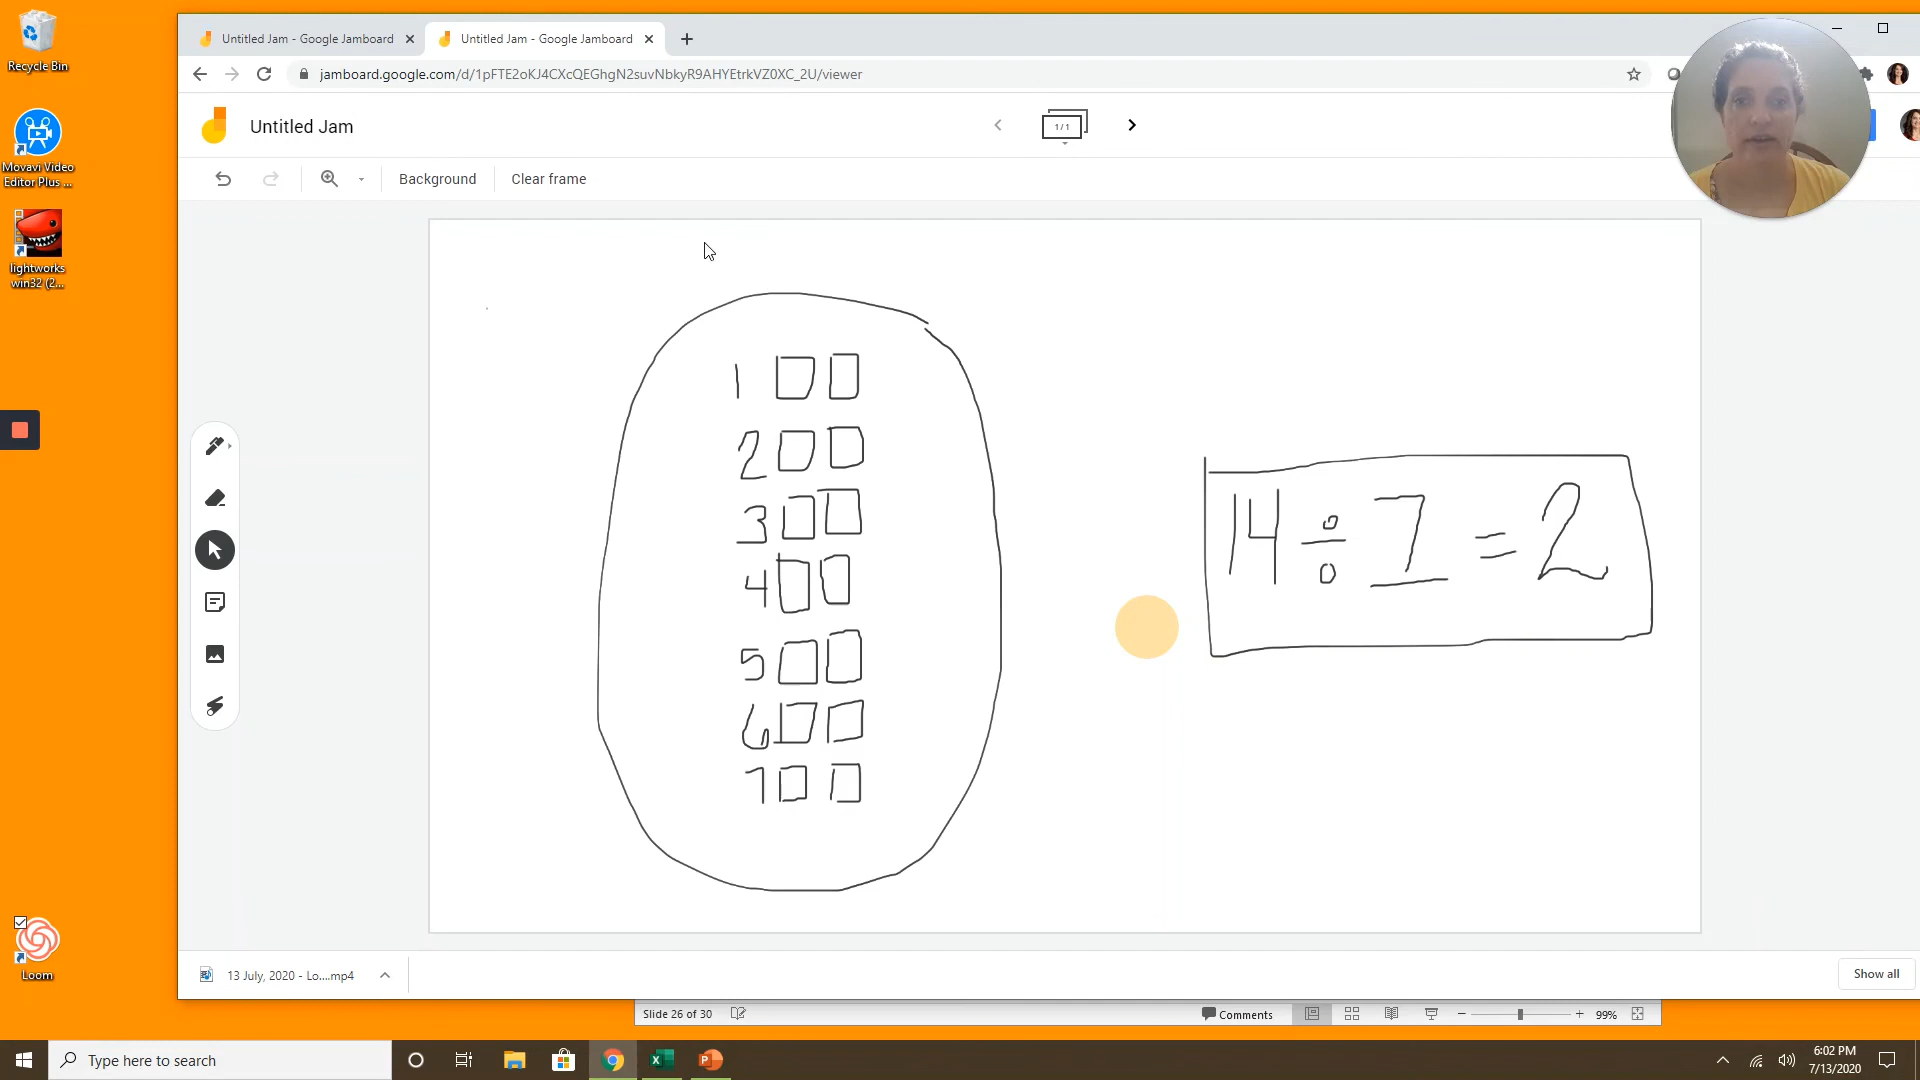 Recycle Bin
Movavi Video
Editor Plus ...
lightworks
win32 (2...
Loom
Untitled Jam - Google Jamboard
Untitled Jam - Google Jamboard
jamboard.google.com/d/1pFTE2oKJ4CXcQEGhgN2suvNbkyR9AHYEtrkVZ0XC_2U/viewer
Untitled Jam
1/1
Background
Clear frame
1
2
3
4
5
6
7
14 ÷ 7 = 2
13 July, 2020 - Lo....mp4
Show all
Slide 26 of 30
Comments
99%
Type here to search
6:02 PM
7/13/2020